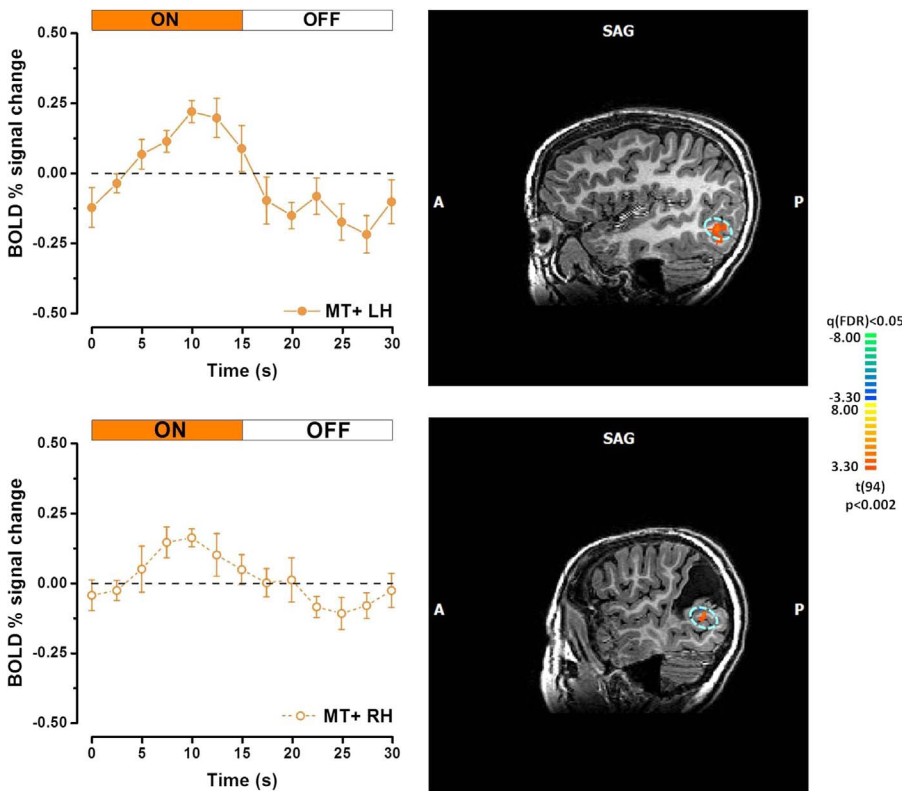 ON OFF
0.50
0.25
0.00
-0.25
-0.50
BOLD % signal change
MT+ LH
0 5 10 15 20 25 30
Time (s)
SAG
A P
q(FDR)<0.05
-8.00
-3.30
8.00
3.30
t(94)
p<0.002
ON OFF
0.50
0.25
0.00
-0.25
-0.50
BOLD % signal change
MT+ RH
0 5 10 15 20 25 30
Time (s)
SAG
A P